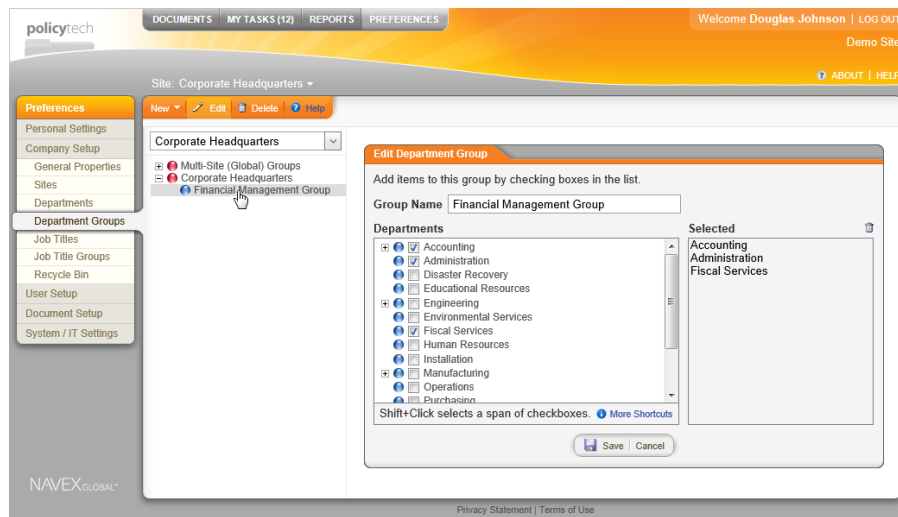 policytech
DOCUMENTS MY TASKS (12) REPORTS PREFERENCES
Welcome Douglas Johnson | LOG OUT
Demo Site
Site: Corporate Headquarters
ABOUT | HELP
Preferences
Personal Settings
Company Setup
General Properties
Sites
Departments
Department Groups
Job Titles
Job Title Groups
Recycle Bin
User Setup
Document Setup
System / IT Settings
New Edit Delete Help
Corporate Headquarters
Multi-Site (Global) Groups
Corporate Headquarters
Financial Management Group
Edit Department Group
Add items to this group by checking boxes in the list.
Group Name Financial Management Group
Departments
Accounting
Administration
Disaster Recovery
Educational Resources
Engineering
Environmental Services
Fiscal Services
Human Resources
Installation
Manufacturing
Operations
Purchasing
Shift+Click selects a span of checkboxes. More Shortcuts
Selected
Accounting
Administration
Fiscal Services
Save Cancel
NAVEX GLOBAL
Privacy Statement | Terms of Use